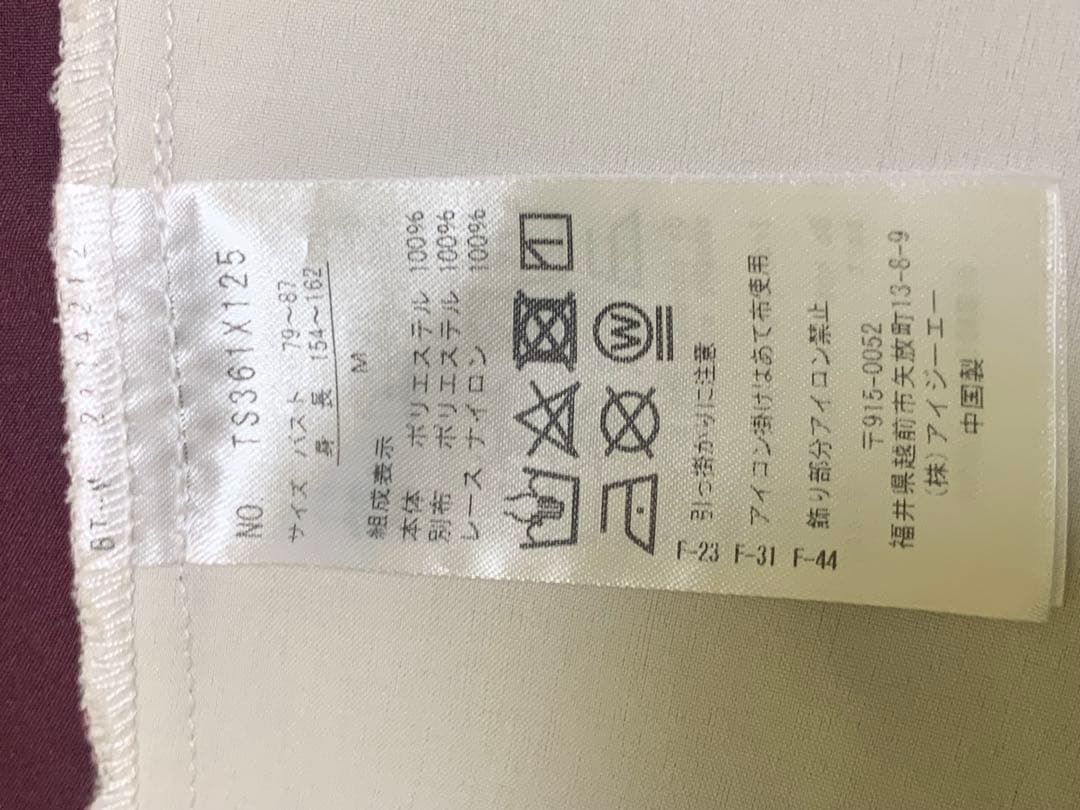 NO. TS361X125
サイズ バスト 79～87
身 長 154～162
M
組成表示
本体 ポリエステル 100%
別布 ポリエステル 100%
レース ナイロン 100%
W
F-23 引っ掛かりに注意
F-31 アイロン掛けはあて布使用
F-44 飾り部分アイロン禁止
〒915-0052
福井県越前市矢放町13-8-9
(株)アイジーエー
中国製